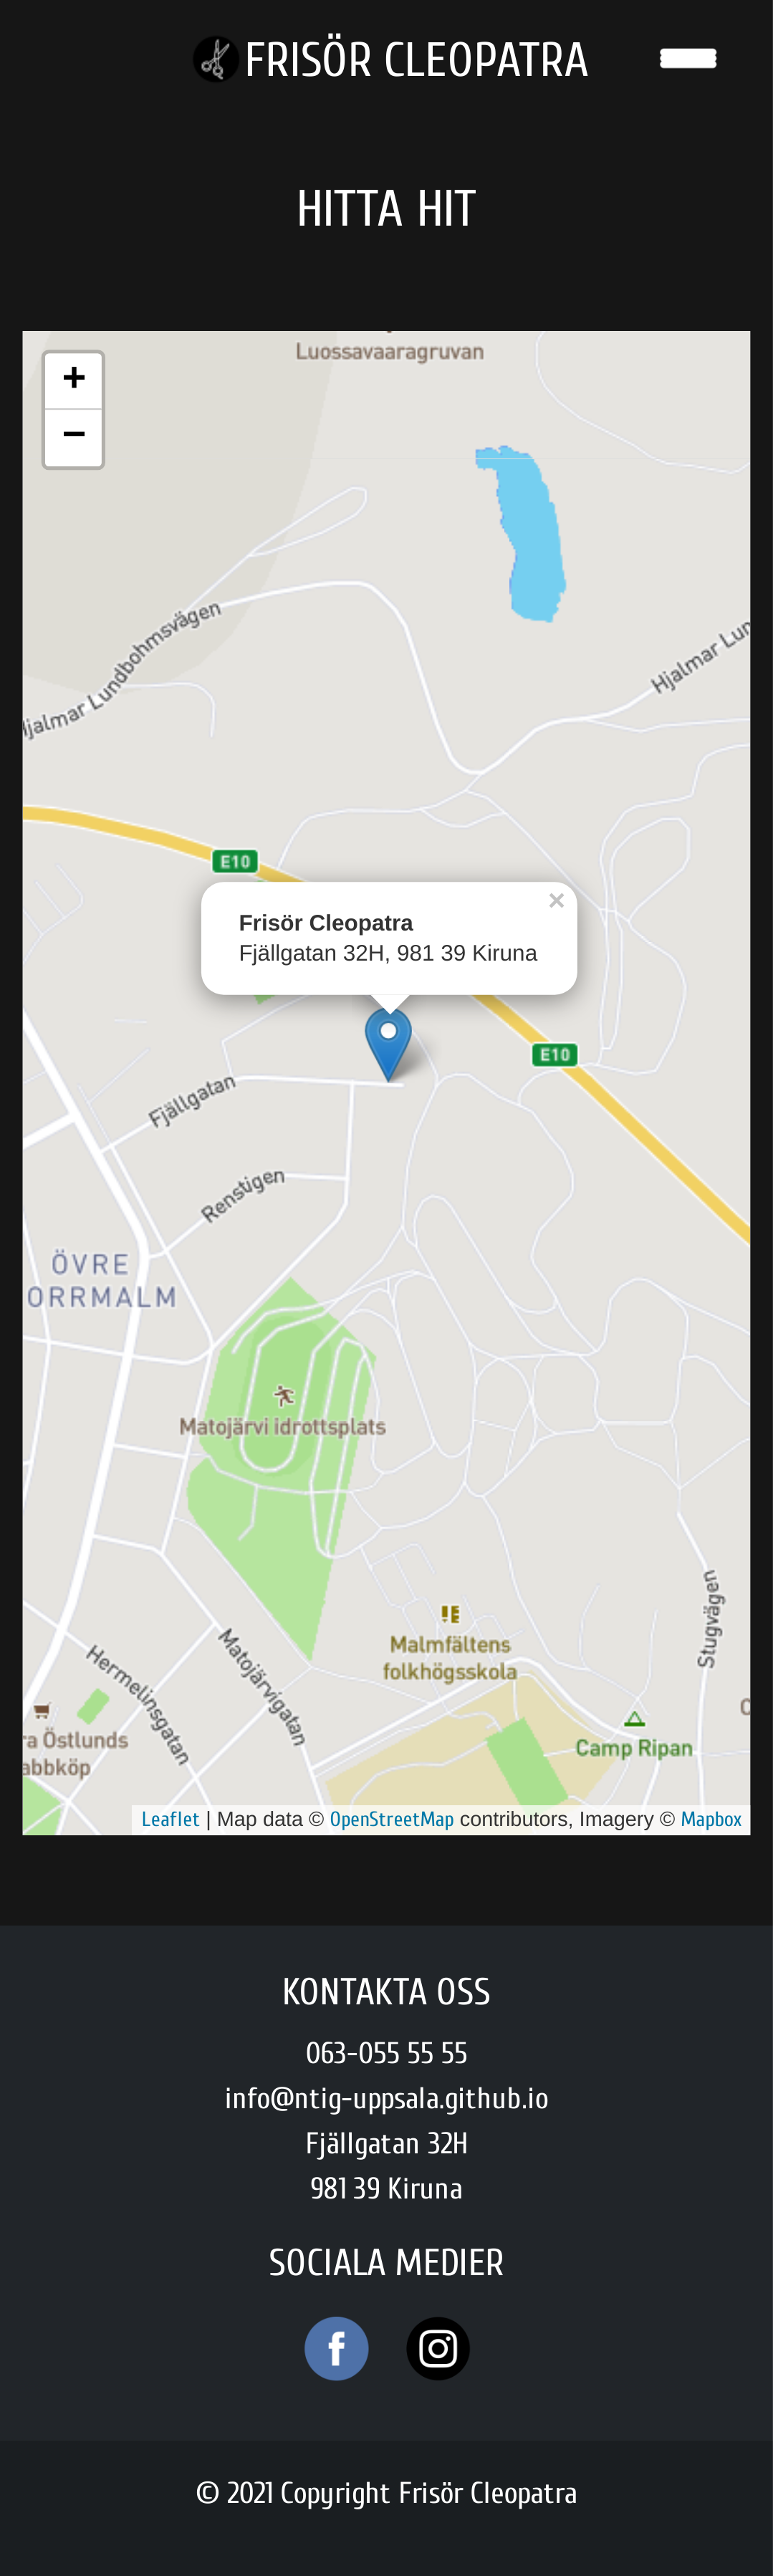 FRISÖR CLEOPATRA
HITTA HIT
Luossavaaragruvan
+
−
Hjalmar Lundbohmsvägen
Hjalmar
E10
×
Frisör Cleopatra
Fjällgatan 32H, 981 39 Kiruna
E10
Fjällgatan
Renstigen
ÖVRE
ORRMALM
Matojärvi idrottsplats
Stugvägen
Malmfältens
folkhögsskola
Matojärvigatan
Hermelinsgatan
ra Östlunds
abbköp
Camp Ripan
Leaflet | Map data © OpenStreetMap contributors, Imagery © Mapbox
KONTAKTA OSS
063-055 55 55
info@ntig-uppsala.github.io
Fjällgatan 32H
981 39 Kiruna
SOCIALA MEDIER
f
© 2021 Copyright Frisör Cleopatra